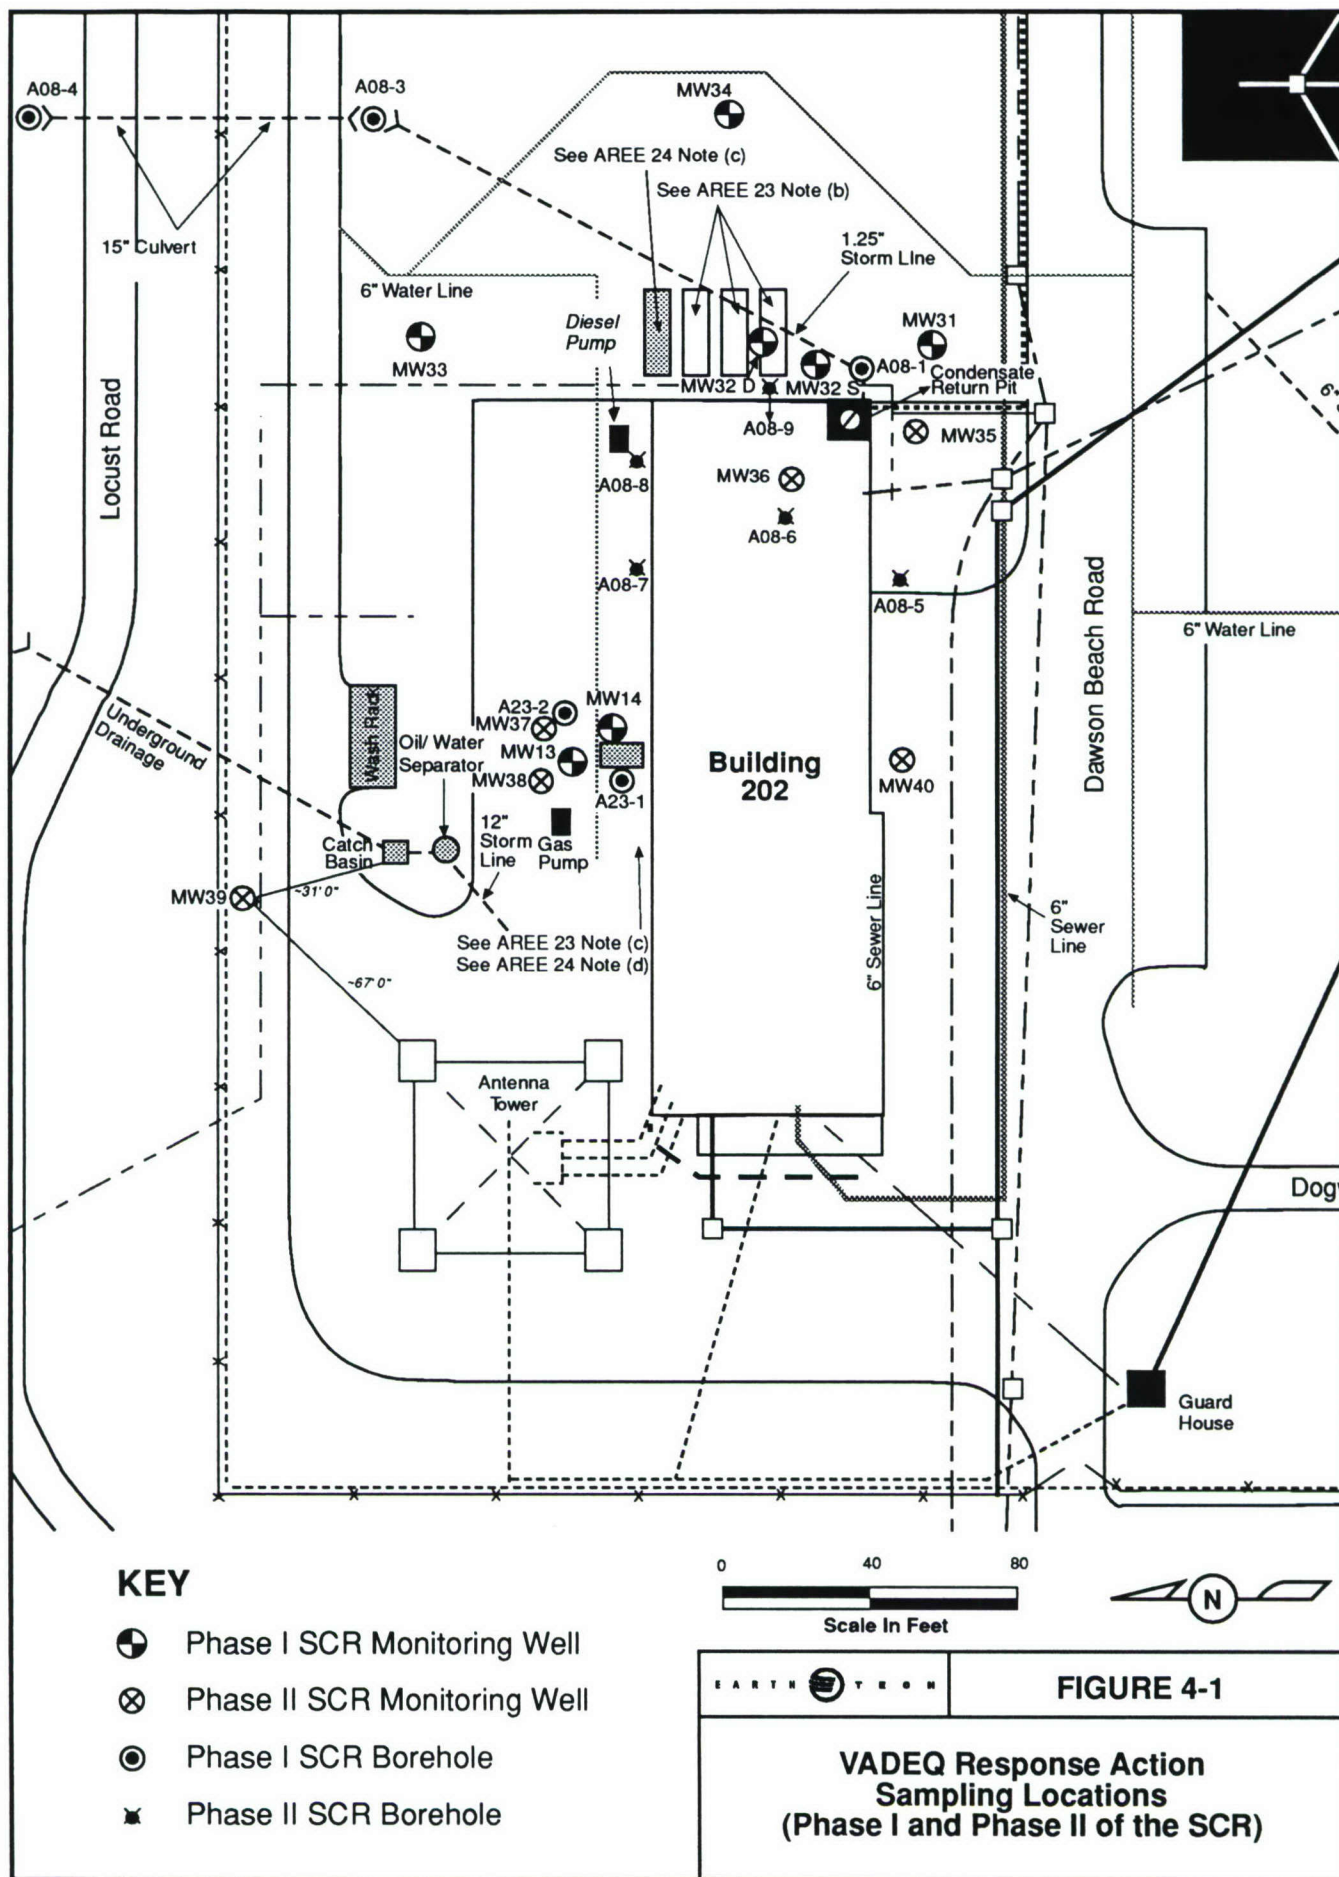 A08-4
A08-3
MW34
See AREE 24 Note (c)
See AREE 23 Note (b)
15" Culvert
1.25"
Storm LIne
6" Water Line
Diesel
Pump
MW31
MW33
MW32 D
MW32 S
A08-1
Condensate
Return Pit
6"
Locust Road
A08-9
MW35
A08-8
MW36
A08-6
A08-7
A08-5
Dawson Beach Road
6" Water Line
Underground
Drainage
Wash Rack
Oil/ Water
Separator
A23-2
MW37
MW14
MW13
MW38
A23-1
Building
202
MW40
12"
Storm
Line
Gas
Pump
Catch
Basin
MW39
~31' 0"
See AREE 23 Note (c)
See AREE 24 Note (d)
6" Sewer Line
6"
Sewer
Line
~67' 0"
Antenna
Tower
Dogw
Guard
House
KEY
Phase I SCR Monitoring Well
Phase II SCR Monitoring Well
Phase I SCR Borehole
Phase II SCR Borehole
0 40 80
Scale In Feet
N
EARTH TECH
FIGURE 4-1
VADEQ Response Action
Sampling Locations
(Phase I and Phase II of the SCR)